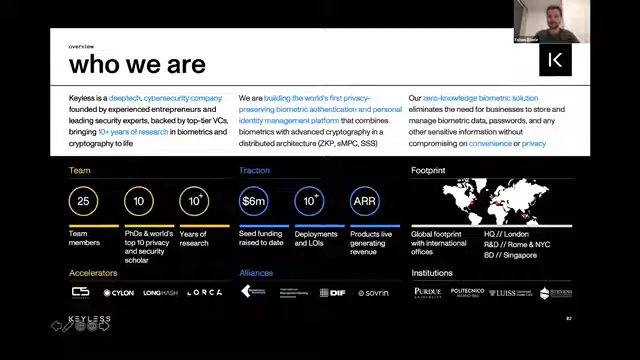 overview
who we are
Keyless is a deeptech, cybersecurity company
founded by experienced entrepreneurs and
leading security experts, backed by top-tier VCs,
bringing 10+ years of research in biometrics and
cryptography to life
We are building the world's first privacy-
preserving biometric authentication and personal
identity management platform that combines
biometrics with advanced cryptography in a
distributed architecture (ZKP, sMPC, SSS)
Our zero-knowledge biometric solution
eliminates the need for businesses to store and
manage biometric data, passwords, and any
other sensitive information without
compromising on convenience or privacy
Team
25
10
10+
Team
members
PhDs & world's
top 10 privacy
and security
scholar
Years of
research
Traction
$6m
10+
ARR
Seed funding
raised to date
Deployments
and LOIs
Products live
generating
revenue
Footprint
Global footprint
with international
offices
HQ // London
R&D // Rome & NYC
BD // Singapore
Accelerators
C5
CYLON
LONGHASH
LORCA
Alliances
DIF
sovrin
Institutions
PURDUE
UNIVERSITY
POLITECNICO
MILANO 1863
LUISS
STEVENS
KEYLESS
02